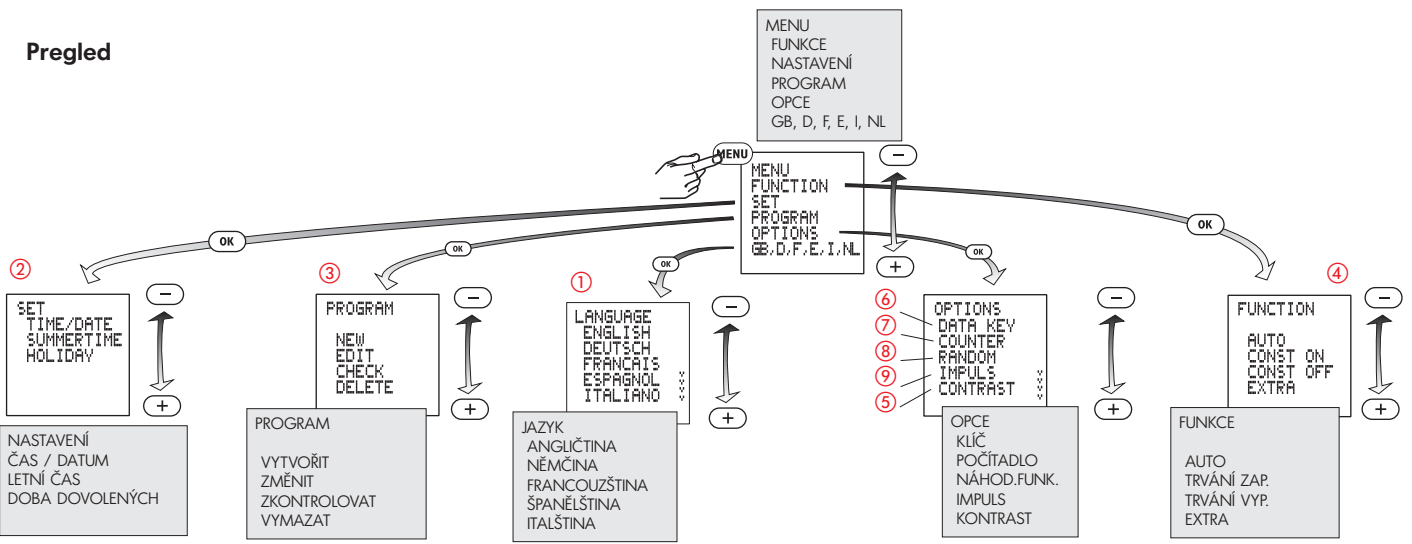 Pregled
MENU
FUNKCE
NASTAVENÍ
PROGRAM
OPCE
GB, D, F, E, I, NL
MENU
−
MENU
FUNCTION
SET
PROGRAM
OPTIONS
GB,D,F,E,I,NL
+
OK
OK
OK
OK
OK
②
SET
TIME/DATE
SUMMERTIME
HOLIDAY
−
+
NASTAVENÍ
ČAS / DATUM
LETNÍ ČAS
DOBA DOVOLENÝCH
③
PROGRAM
NEW
EDIT
CHECK
DELETE
−
+
PROGRAM
VYTVOŘIT
ZMĚNIT
ZKONTROLOVAT
VYMAZAT
①
LANGUAGE
ENGLISH
DEUTSCH
FRANCAIS
ESPAGNOL
ITALIANO
−
+
JAZYK
ANGLIČTINA
NĚMČINA
FRANCOUZŠTINA
ŠPANĚLŠTINA
ITALŠTINA
OPTIONS
⑥ DATA KEY
⑦ COUNTER
⑧ RANDOM
⑨ IMPULS
⑤ CONTRAST
−
+
OPCE
KLÍČ
POČÍTADLO
NÁHOD.FUNK.
IMPULS
KONTRAST
④
FUNCTION
AUTO
CONST ON
CONST OFF
EXTRA
−
+
FUNKCE
AUTO
TRVÁNÍ ZAP.
TRVÁNÍ VYP.
EXTRA